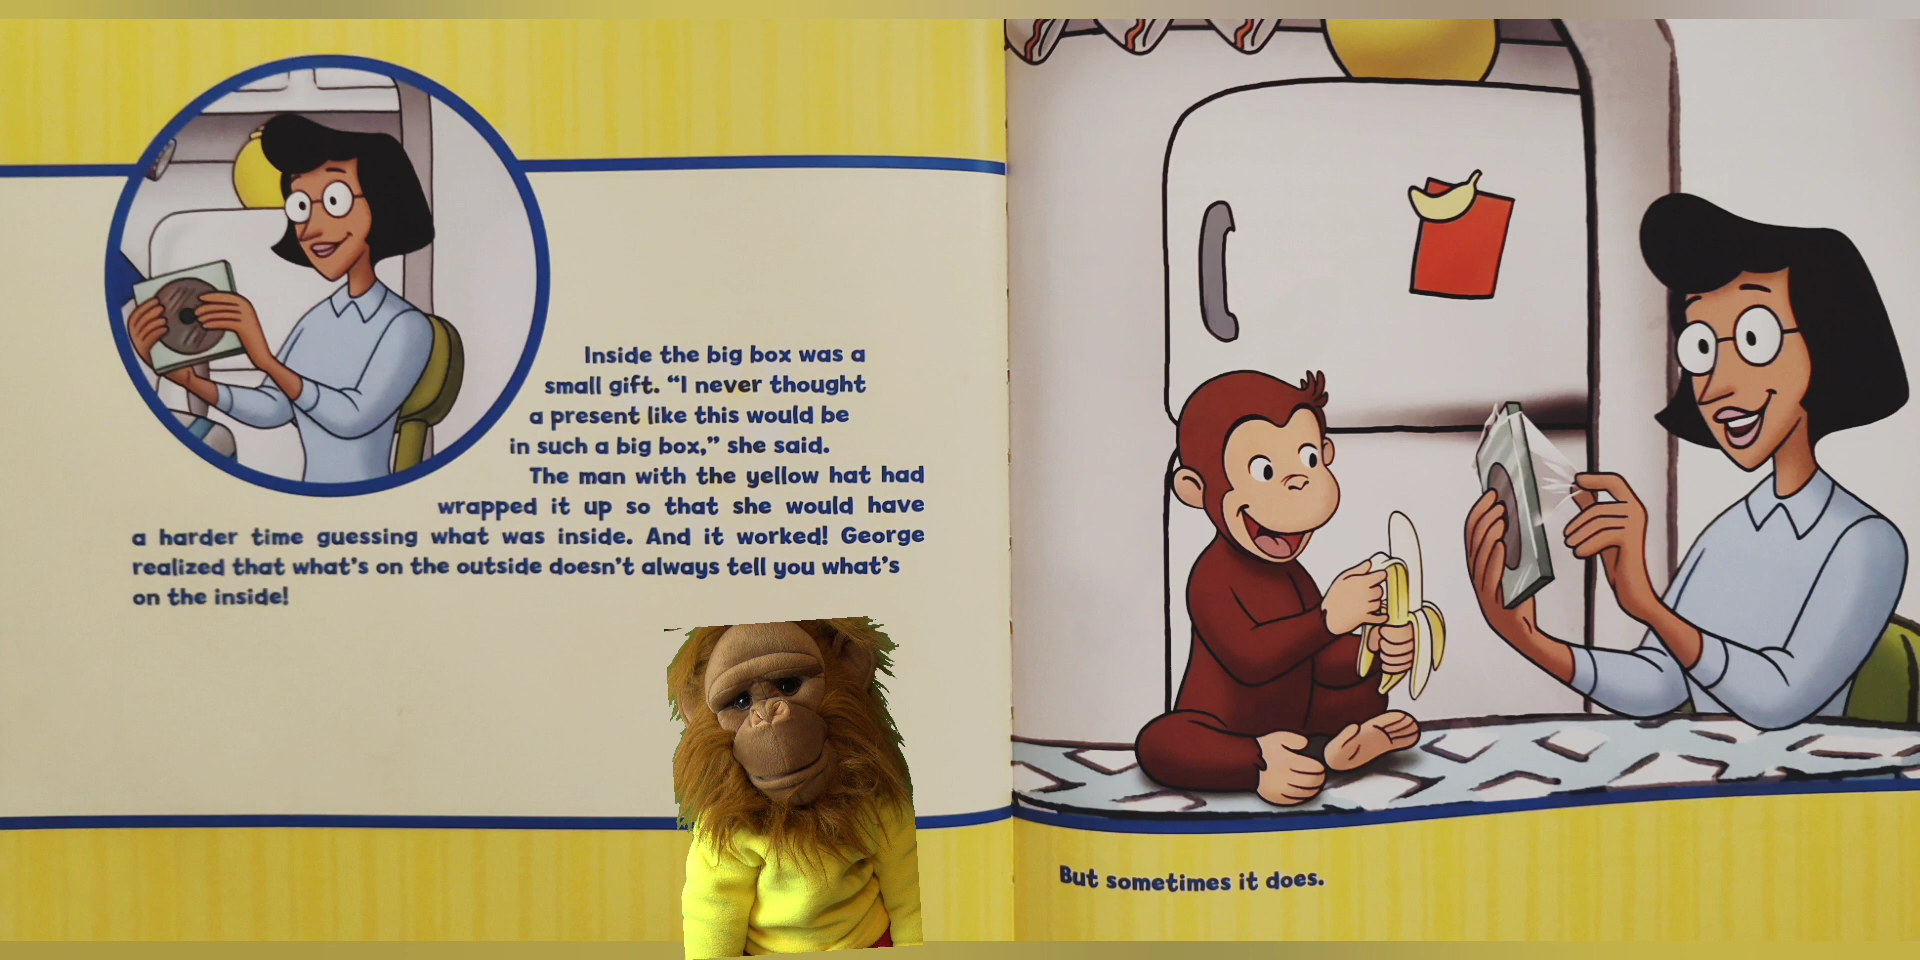 Inside the big box was a
small gift. “I never thought
a present like this would be
in such a big box,” she said.
The man with the yellow hat had
wrapped it up so that she would have
a harder time guessing what was inside. And it worked! George
realized that what’s on the outside doesn’t always tell you what’s
on the inside!
But sometimes it does.